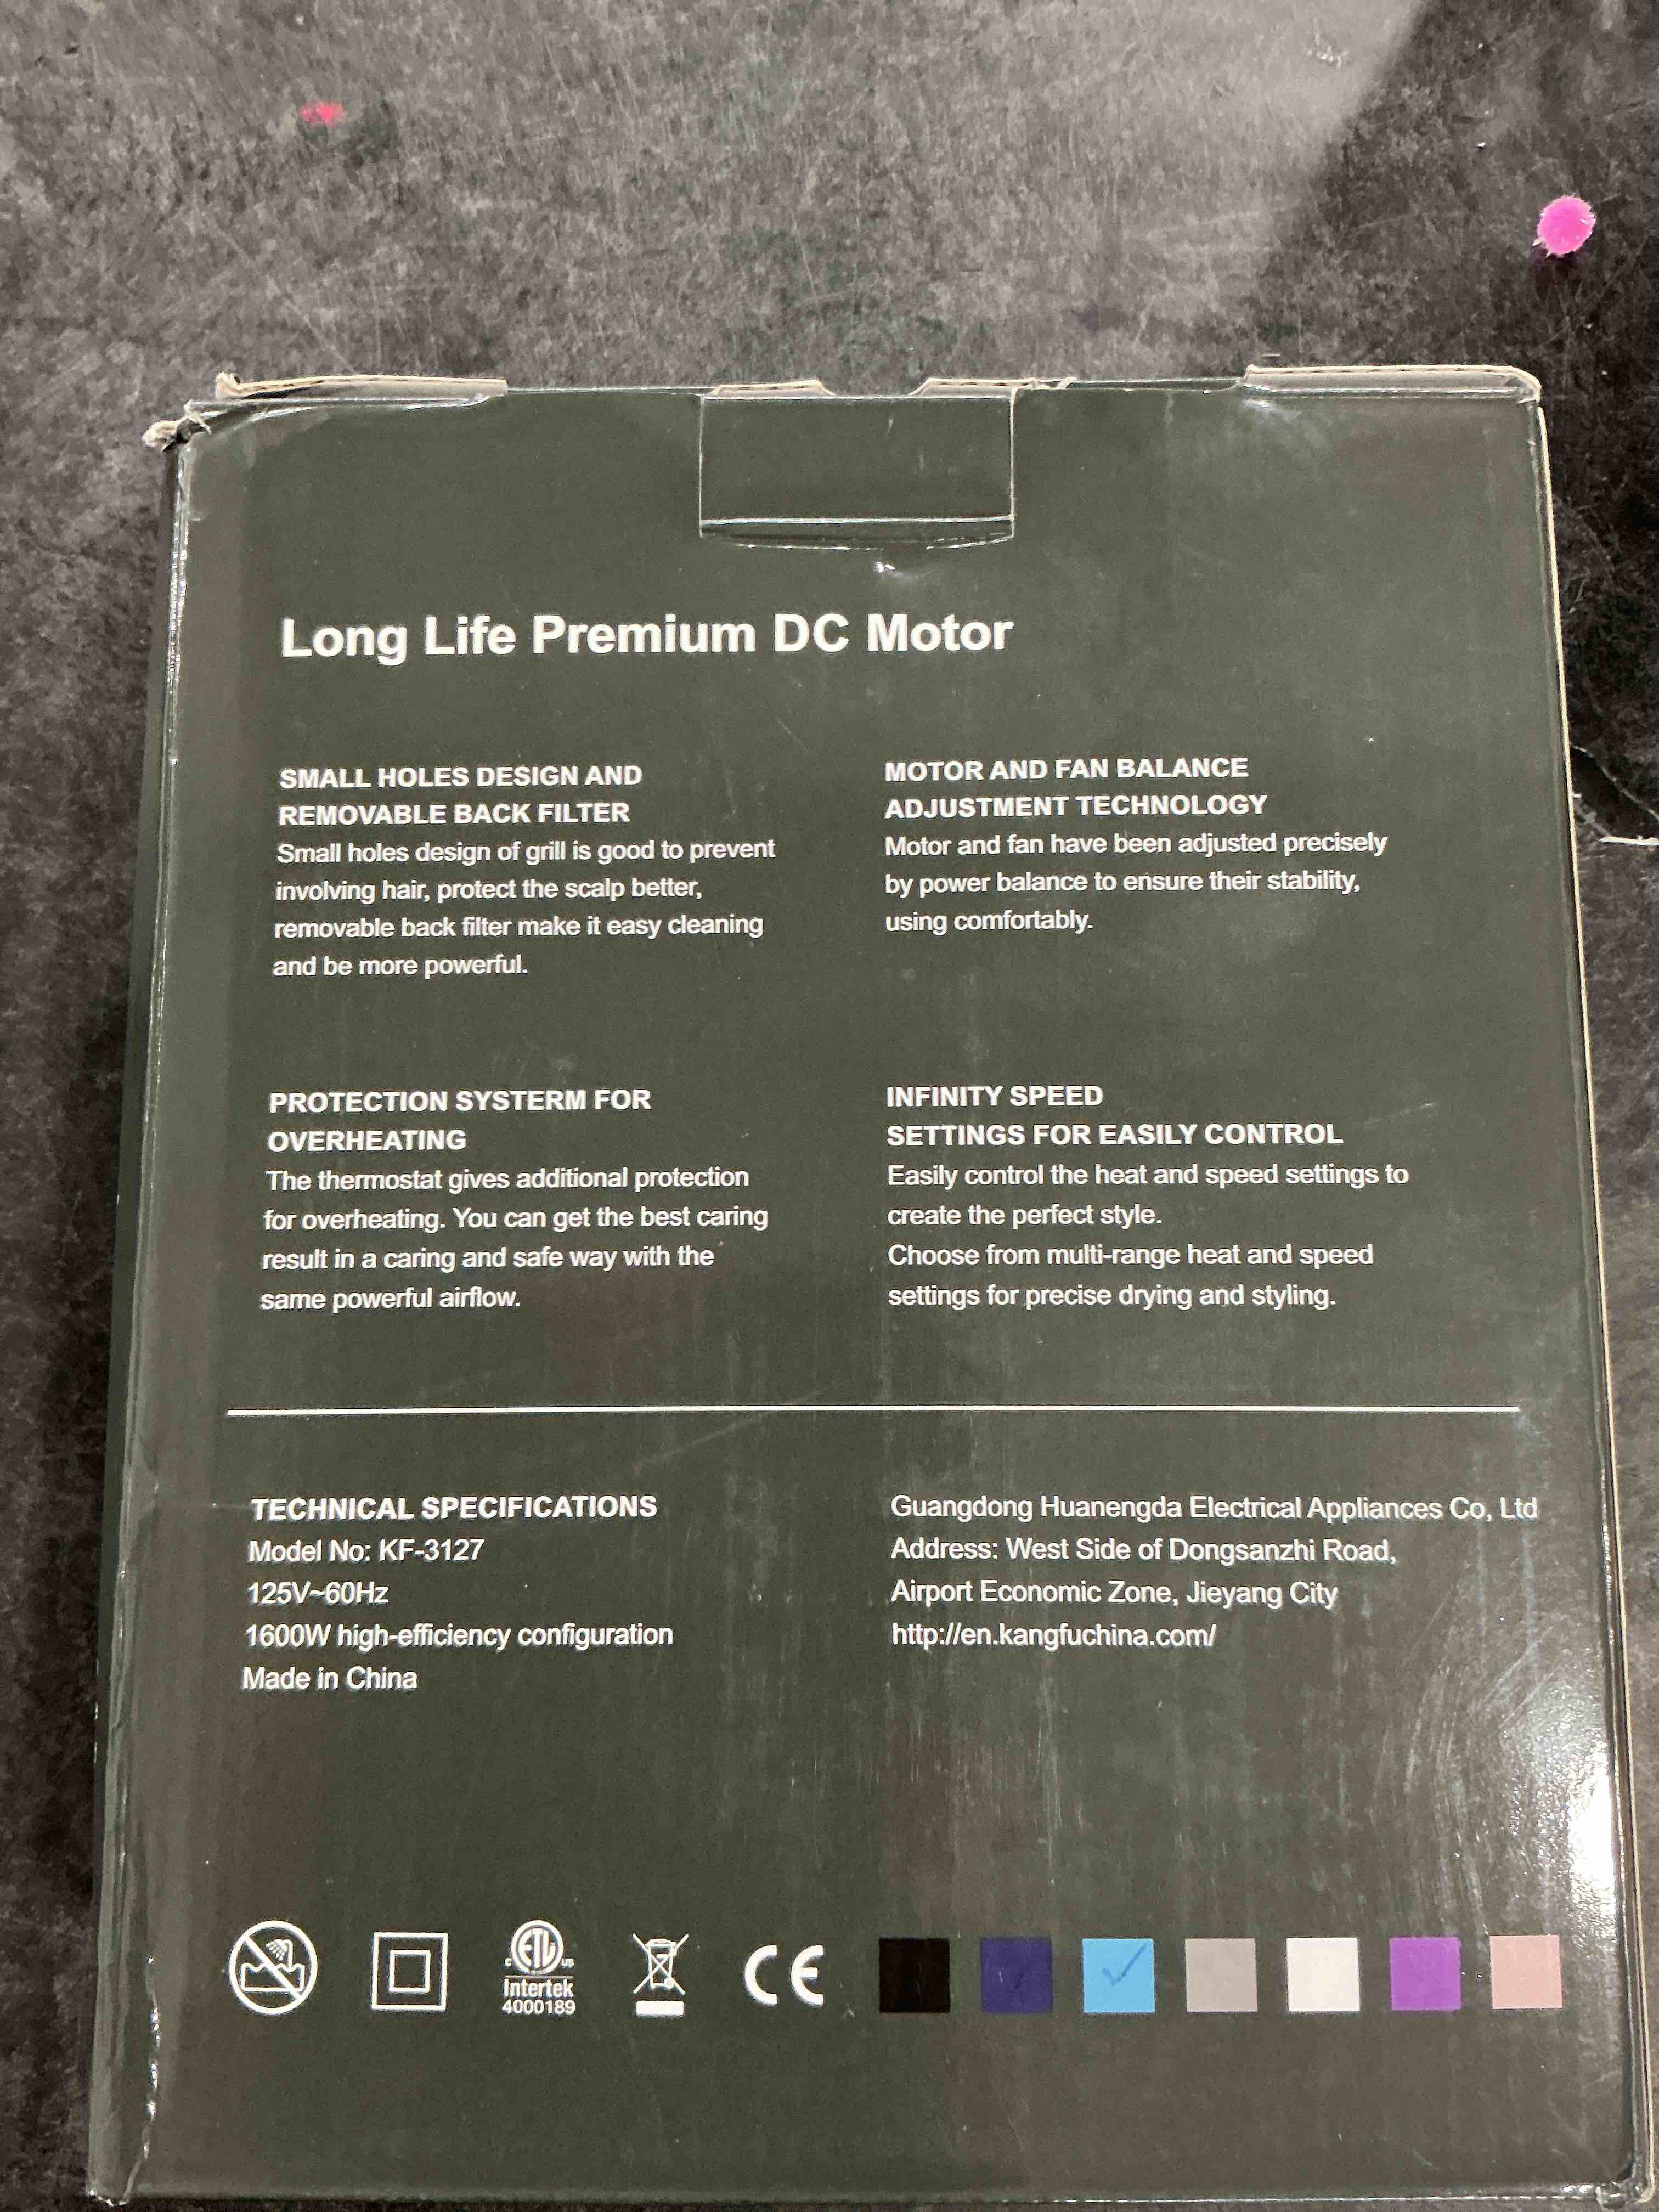 Long Life Premium DC Motor
SMALL HOLES DESIGN AND
REMOVABLE BACK FILTER
Small holes design of grill is good to prevent
involving hair, protect the scalp better,
removable back filter make it easy cleaning
and be more powerful.
MOTOR AND FAN BALANCE
ADJUSTMENT TECHNOLOGY
Motor and fan have been adjusted precisely
by power balance to ensure their stability,
using comfortably.
PROTECTION SYSTERM FOR
OVERHEATING
The thermostat gives additional protection
for overheating. You can get the best caring
result in a caring and safe way with the
same powerful airflow.
INFINITY SPEED
SETTINGS FOR EASILY CONTROL
Easily control the heat and speed settings to
create the perfect style.
Choose from multi-range heat and speed
settings for precise drying and styling.
TECHNICAL SPECIFICATIONS
Model No: KF-3127
125V~60Hz
1600W high-efficiency configuration
Made in China
Guangdong Huanengda Electrical Appliances Co, Ltd
Address: West Side of Dongsanzhi Road,
Airport Economic Zone, Jieyang City
http://en.kangfuchina.com/
c ETL us
Intertek
4000189
CE